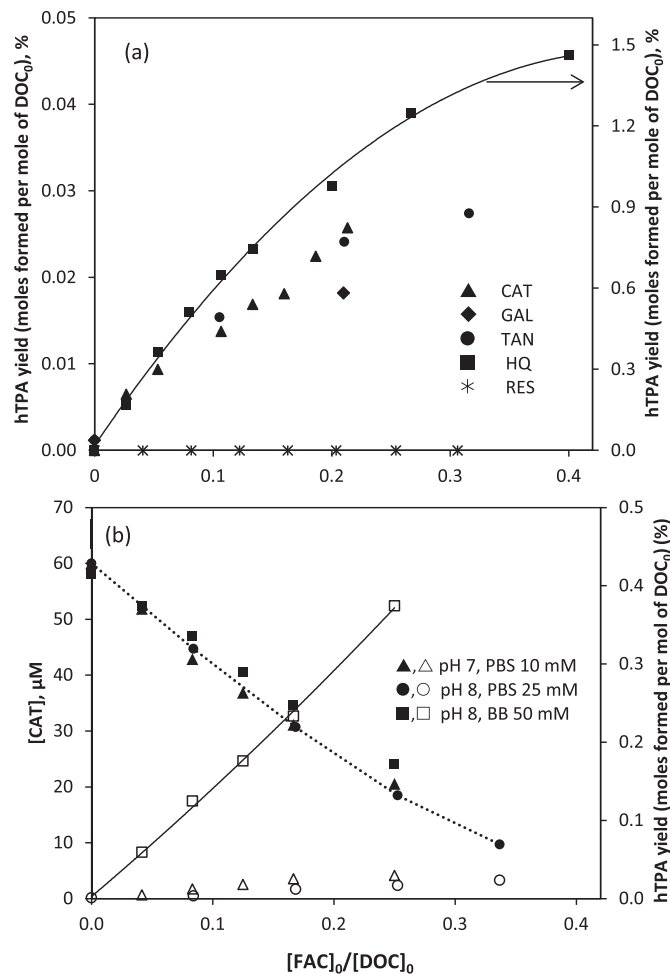 (a)
hTPA yield (moles formed per mole of DOC₀), %
0.05
0.04
0.03
0.02
0.01
0.00
0
0.1
0.2
0.3
0.4
1.5
1.2
0.9
0.6
0.3
0.0
hTPA yield (moles formed per mole of DOC₀), %
CAT
GAL
TAN
HQ
RES
(b)
[CAT], µM
70
60
50
40
30
20
10
0
0.0
0.1
0.2
0.3
0.4
0.5
0.4
0.3
0.2
0.1
0.0
hTPA yield (moles formed per mol of DOC₀) (%)
, pH 7, PBS 10 mM
, pH 8, PBS 25 mM
, pH 8, BB 50 mM
[FAC]₀/[DOC]₀